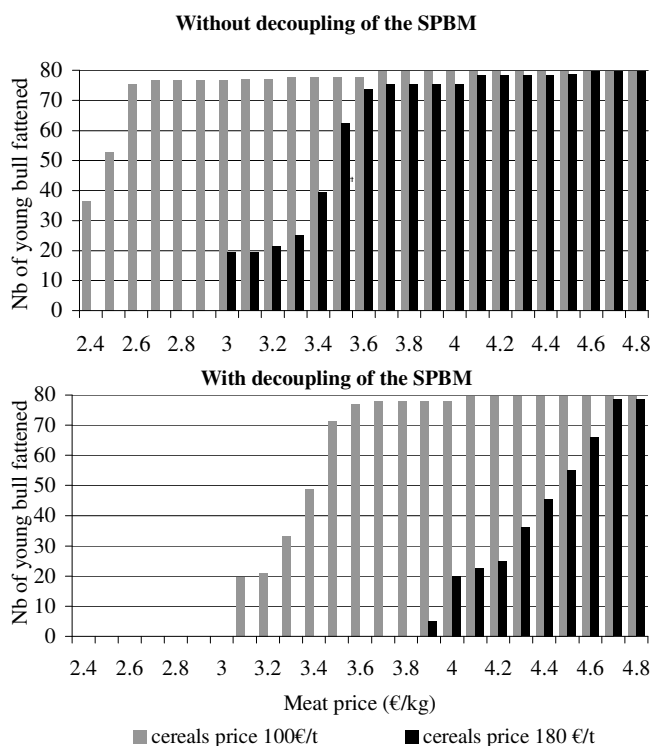 Without decoupling of the SPBM
Nb of young bull fattened
80
70
60
50
40
30
20
10
0
2.4 2.6 2.8 3 3.2 3.4 3.6 3.8 4 4.2 4.4 4.6 4.8
With decoupling of the SPBM
Nb of young bull fattened
80
70
60
50
40
30
20
10
0
2.4 2.6 2.8 3 3.2 3.4 3.6 3.8 4 4.2 4.4 4.6 4.8
Meat price (€/kg)
cereals price 100€/t cereals price 180 €/t